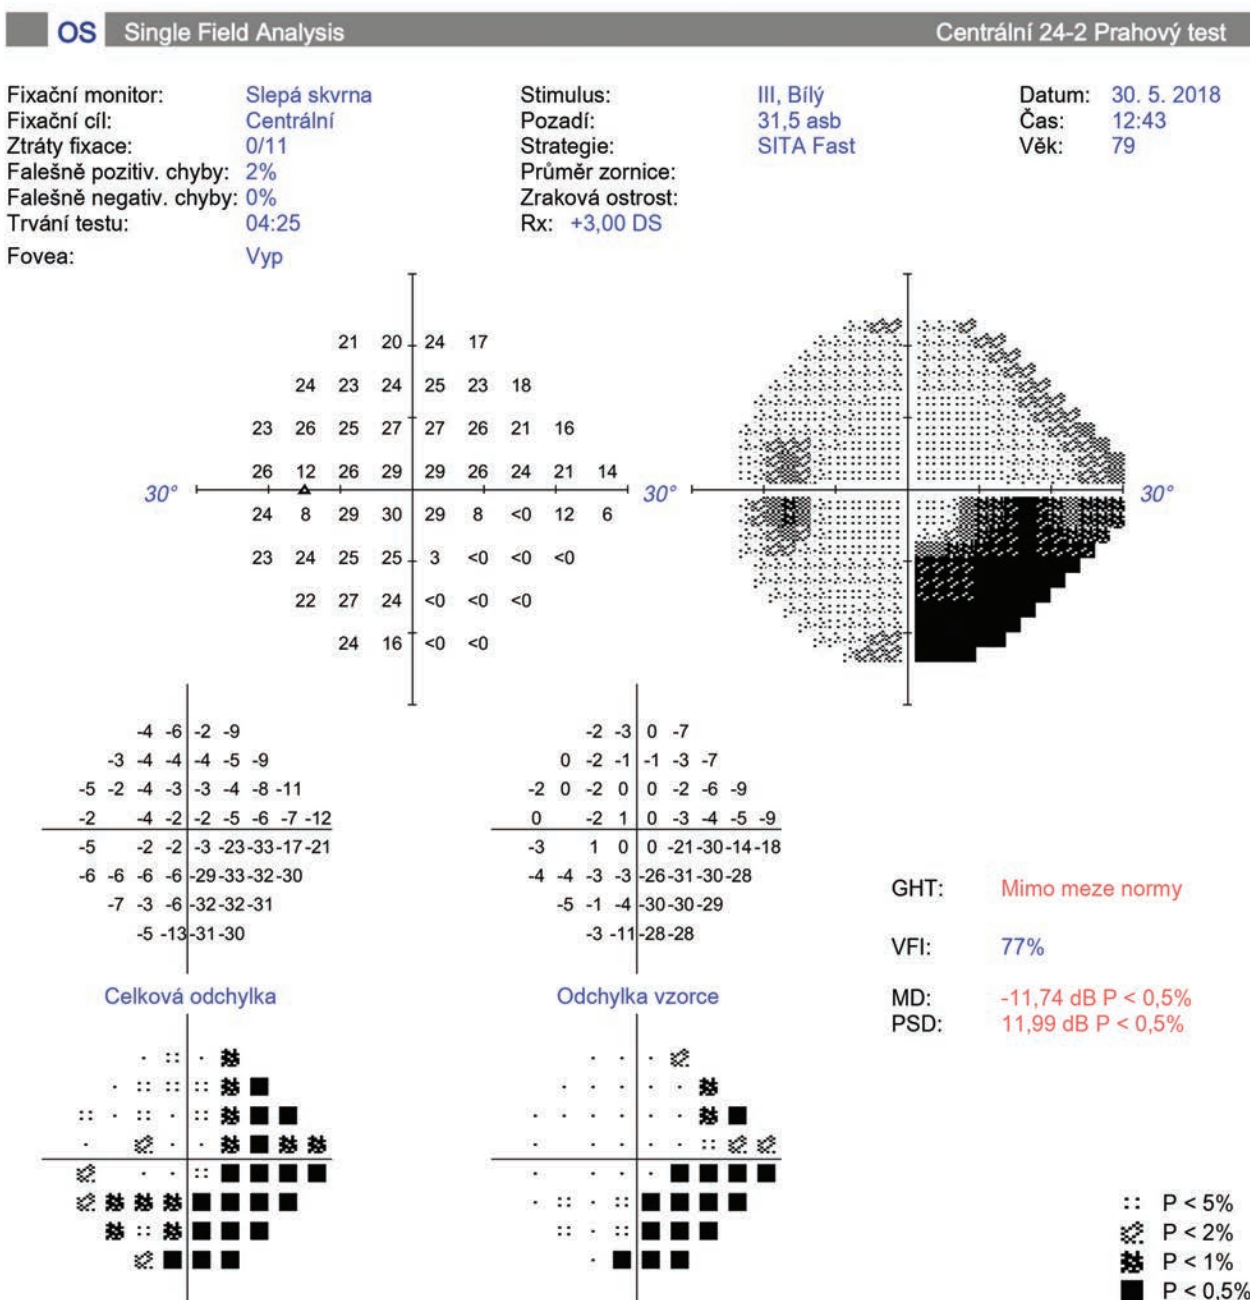 OS Single Field Analysis Centrální 24-2 Prahový test
Fixační monitor: Slepá skvrna Stimulus: III, Bílý Datum: 30. 5. 2018
Fixační cíl: Centrální Pozadí: 31,5 asb Čas: 12:43
Ztráty fixace: 0/11 Strategie: SITA Fast Věk: 79
Falešně pozitiv. chyby: 2% Průměr zornice:
Falešně negativ. chyby: 0% Zraková ostrost:
Trvání testu: 04:25 Rx: +3,00 DS
Fovea: Vyp
21 20 24 17
24 23 24 25 23 18
23 26 25 27 27 26 21 16
26 12 26 29 29 26 24 21 14
30° 30° 30°
24 8 29 30 29 8 <0 12 6
23 24 25 25 3 <0 <0 <0
22 27 24 <0 <0 <0
24 16 <0 <0
-4 -6 -2 -9 -2 -3 0 -7
-3 -4 -4 -4 -5 -9 0 -2 -1 -1 -3 -7
-5 -2 -4 -3 -3 -4 -8 -11 -2 0 -2 0 0 -2 -6 -9
-2 -4 -2 -2 -5 -6 -7 -12 0 -2 1 0 -3 -4 -5 -9
-5 -2 -2 -3 -23 -33 -17 -21 -3 1 0 0 -21 -30 -14 -18
-6 -6 -6 -6 -29 -33 -32 -30 -4 -4 -3 -3 -26 -31 -30 -28
-7 -3 -6 -32 -32 -31 -5 -1 -4 -30 -30 -29
-5 -13 -31 -30 -3 -11 -28 -28
GHT: Mimo meze normy
VFI: 77%
Celková odchylka Odchylka vzorce
MD: -11,74 dB P < 0,5%
PSD: 11,99 dB P < 0,5%
P < 5%
P < 2%
P < 1%
P < 0,5%